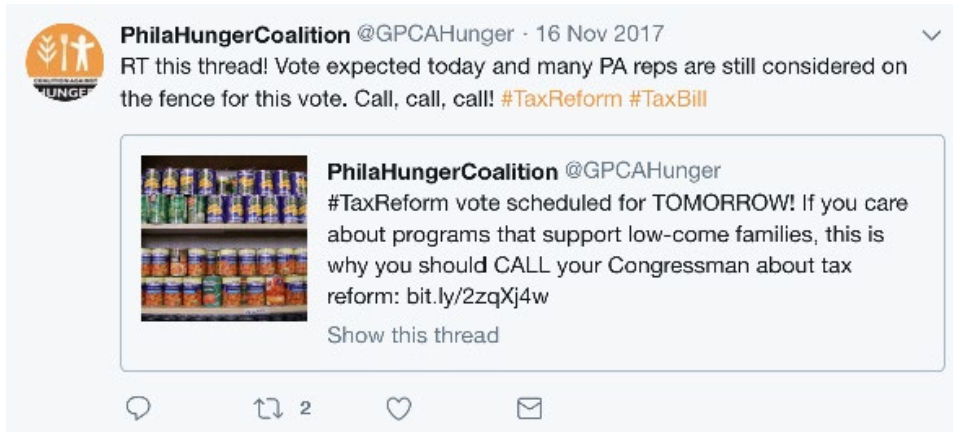 PhilaHungerCoalition @GPCAHunger · 16 Nov 2017
RT this thread! Vote expected today and many PA reps are still considered on
the fence for this vote. Call, call, call! #TaxReform #TaxBill
COALITION AGAINST
HUNGER
PhilaHungerCoalition @GPCAHunger
#TaxReform vote scheduled for TOMORROW! If you care
about programs that support low-come families, this is
why you should CALL your Congressman about tax
reform: bit.ly/2zqXj4w
Show this thread
2